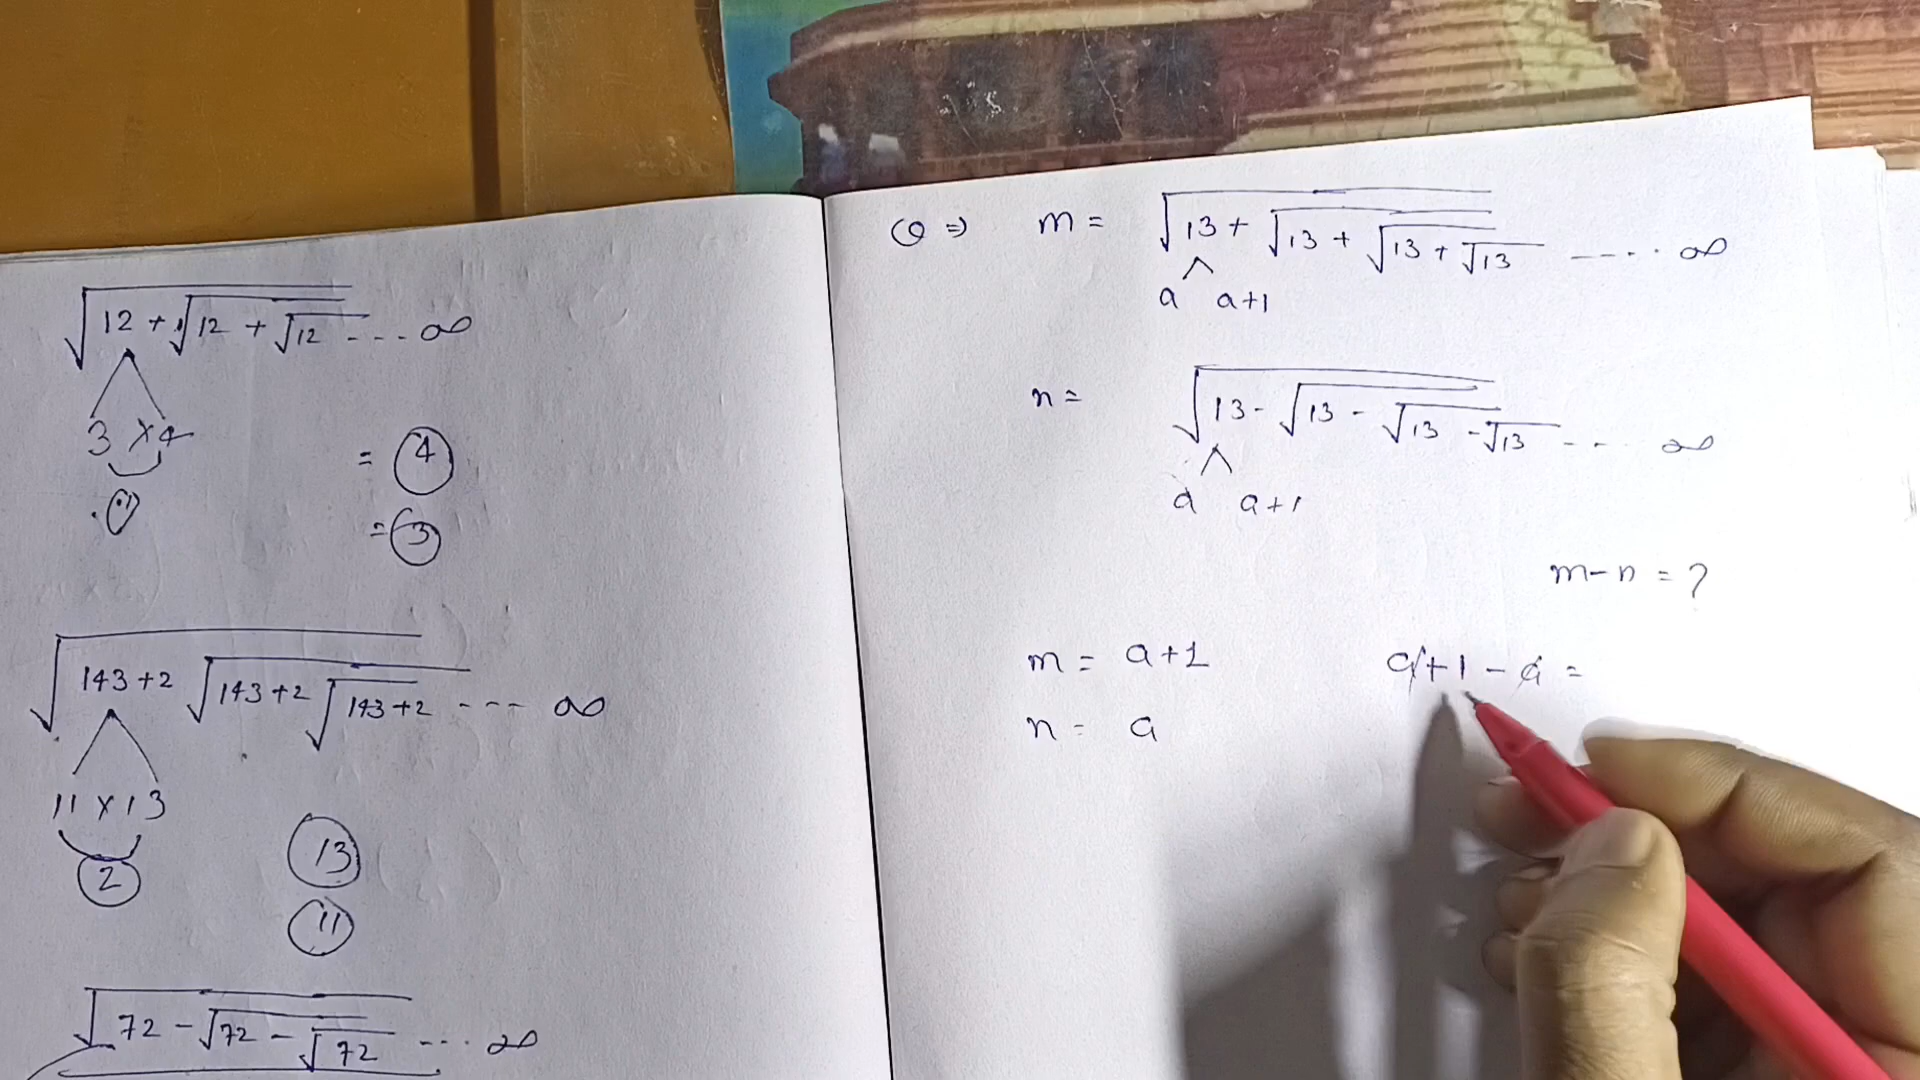 √12 + √12 + √12 --- ∞
3 × 4
1
= 4
= 3
√143+2 √143+2 √143+2 --- ∞
11 × 13
2
13
11
√72 - √72 - √72 --- ∞
Q ⇒ m = √13 + √13 + √13 + √13 ---- ∞
a a+1
n = √13 - √13 - √13 - √13 --- ∞
a a+1
m-n = ?
m = a+1
n = a
a+1 - a =